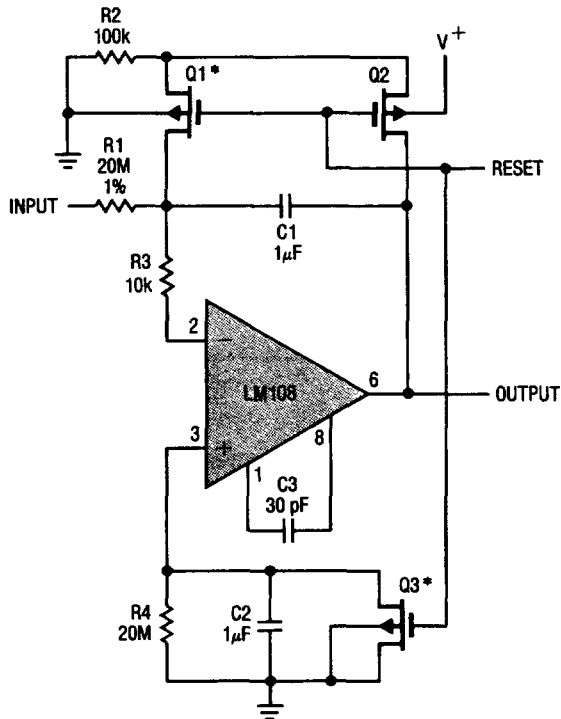 R2
100k
Q1*
Q2
V+
R1
20M
1%
RESET
INPUT
C1
1μF
R3
10k
2
−
6
LM108
OUTPUT
3
+
8
1
C3
30 pF
Q3*
R4
20M
C2
1μF